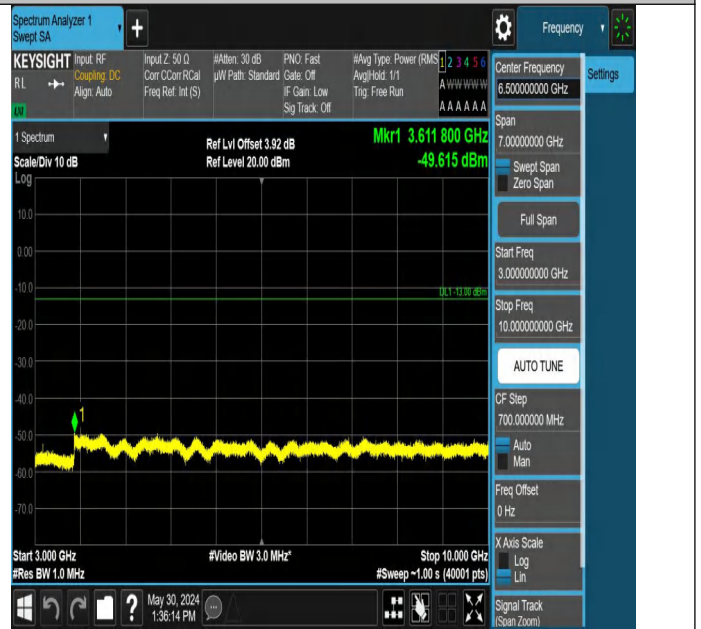 Spectrum Analyzer 1
Swept SA
+
Frequency
KEYSIGHT
RL
LXI
Input: RF
Coupling: DC
Align: Auto
Input Z: 50 Ω
Corr CCorr RCal
Freq Ref: Int (S)
#Atten: 30 dB
µW Path: Standard
PNO: Fast
Gate: Off
IF Gain: Low
Sig Track: Off
#Avg Type: Power (RMS
Avg|Hold: 1/1
Trig: Free Run
1 2 3 4 5 6
A W W W W W
A A A A A A
1 Spectrum
Scale/Div 10 dB
Log
Ref Lvl Offset 3.92 dB
Ref Level 20.00 dBm
Mkr1 3.611 800 GHz
-49.615 dBm
10.0
0.00
-10.0
-20.0
-30.0
-40.0
-50.0
-60.0
-70.0
DL1 -13.00 dBm
1
Start 3.000 GHz
#Res BW 1.0 MHz
#Video BW 3.0 MHz*
Stop 10.000 GHz
#Sweep ~1.00 s (40001 pts)
Center Frequency
6.500000000 GHz
Settings
Span
7.00000000 GHz
Swept Span
Zero Span
Full Span
Start Freq
3.000000000 GHz
Stop Freq
10.000000000 GHz
AUTO TUNE
CF Step
700.000000 MHz
Auto
Man
Freq Offset
0 Hz
X Axis Scale
Log
Lin
Signal Track
(Span Zoom)
?
May 30, 2024
1:36:14 PM